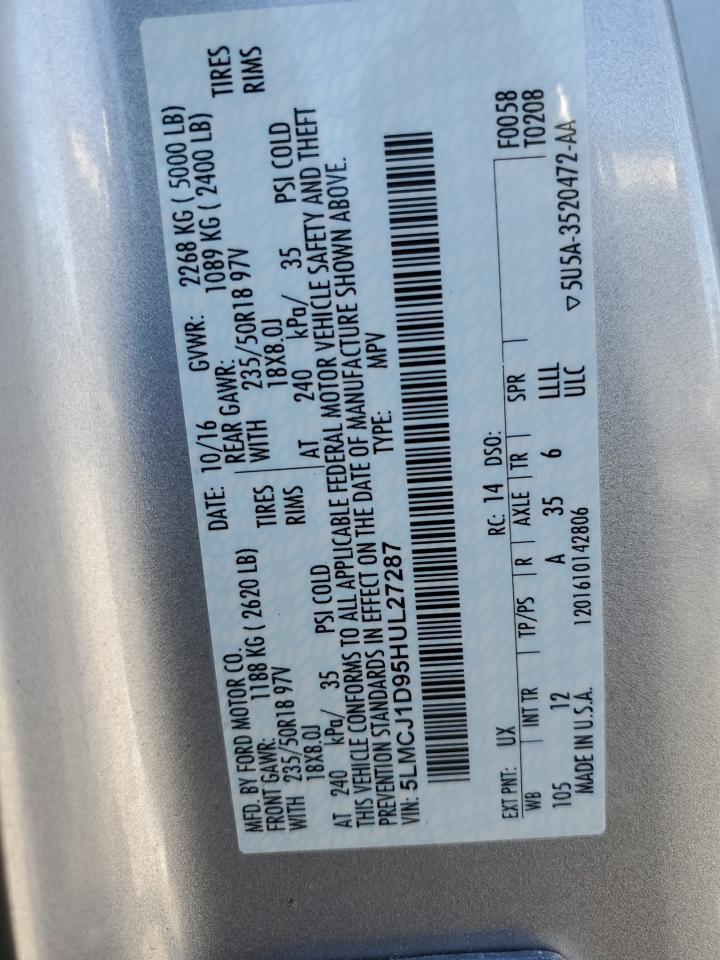 MFD. BY FORD MOTOR CO.
DATE: 10/16 GVWR: 2268 KG ( 5000 LB)
FRONT GAWR: 1188 KG ( 2620 LB)
REAR GAWR: 1089 KG ( 2400 LB)
WITH 235/50R18 97V TIRES
WITH 235/50R18 97V TIRES
18X8.0J RIMS
18X8.0J RIMS
AT 240 kPa/ 35 PSI COLD
AT 240 kPa/ 35 PSI COLD
THIS VEHICLE CONFORMS TO ALL APPLICABLE FEDERAL MOTOR VEHICLE SAFETY AND THEFT
PREVENTION STANDARDS IN EFFECT ON THE DATE OF MANUFACTURE SHOWN ABOVE.
VIN: 5LMCJ1D95HUL27287 TYPE: MPV
F0058
T0208
EXT PNT: UX RC: 14 DSO:
WB INT TR TP/PS R AXLE TR SPR
105 12 A 35 6 LLLL
ULC
MADE IN U.S.A. 1201610142806
▽5U5A-3520472-AA